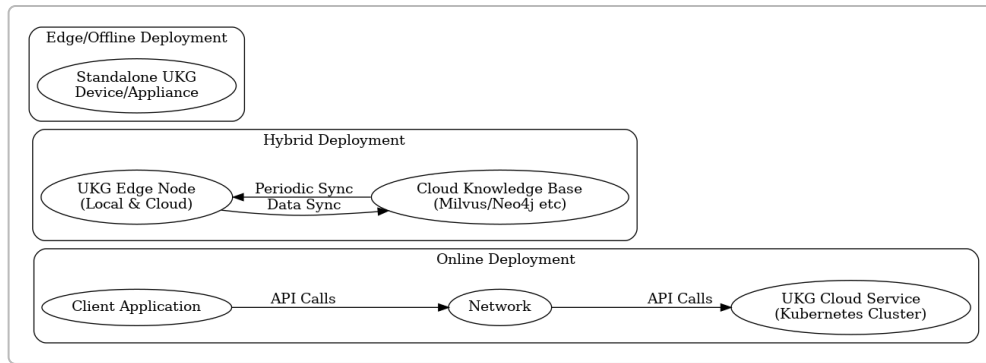 Edge/Offline Deployment
Standalone UKG
Device/Appliance
Hybrid Deployment
UKG Edge Node
(Local & Cloud)
Periodic Sync
Data Sync
Cloud Knowledge Base
(Milvus/Neo4j etc)
Online Deployment
Client Application
API Calls
Network
API Calls
UKG Cloud Service
(Kubernetes Cluster)